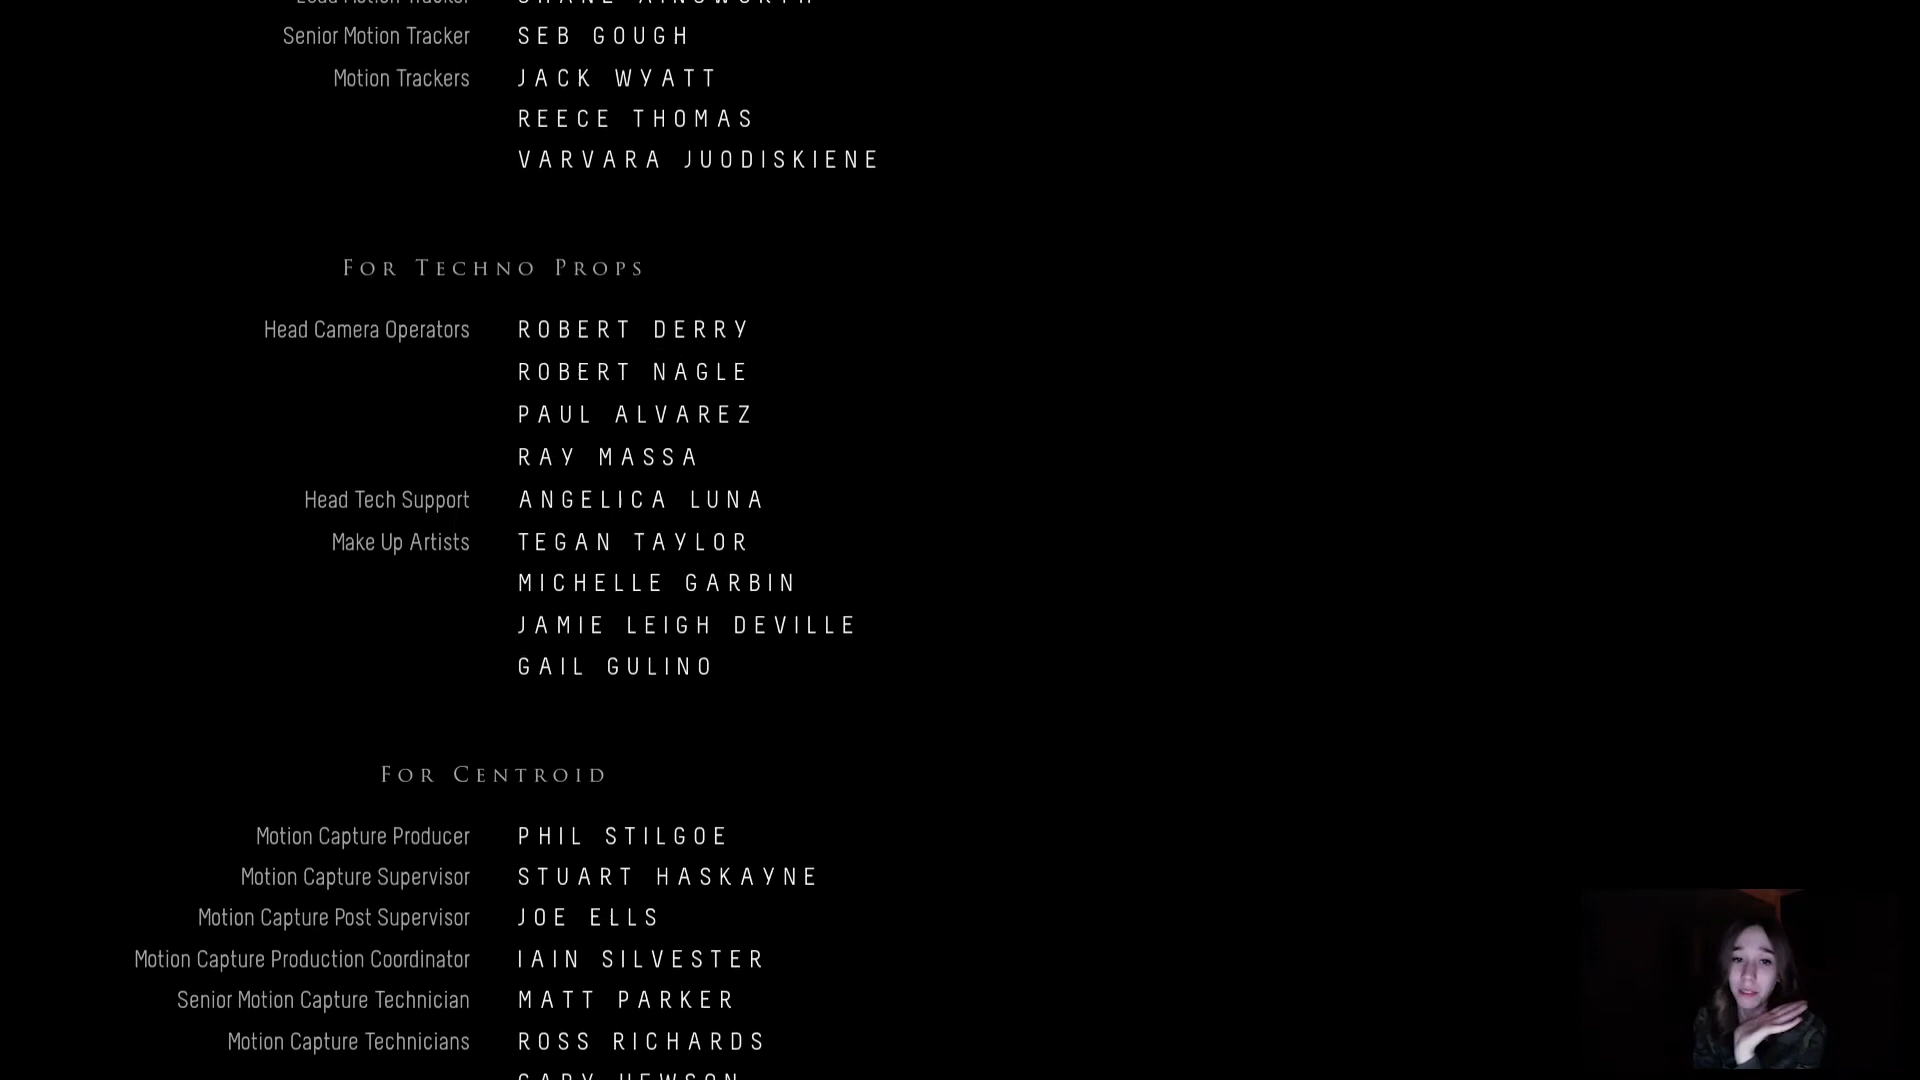 Senior Motion Tracker SEB GOUGH
Motion Trackers JACK WYATT
REECE THOMAS
VARVARA JUODISKIENE
FOR TECHNO PROPS
Head Camera Operators ROBERT DERRY
ROBERT NAGLE
PAUL ALVAREZ
RAY MASSA
Head Tech Support ANGELICA LUNA
Make Up Artists TEGAN TAYLOR
MICHELLE GARBIN
JAMIE LEIGH DEVILLE
GAIL GULINO
FOR CENTROID
Motion Capture Producer PHIL STILGOE
Motion Capture Supervisor STUART HASKAYNE
Motion Capture Post Supervisor JOE ELLS
Motion Capture Production Coordinator IAIN SILVESTER
Senior Motion Capture Technician MATT PARKER
Motion Capture Technicians ROSS RICHARDS